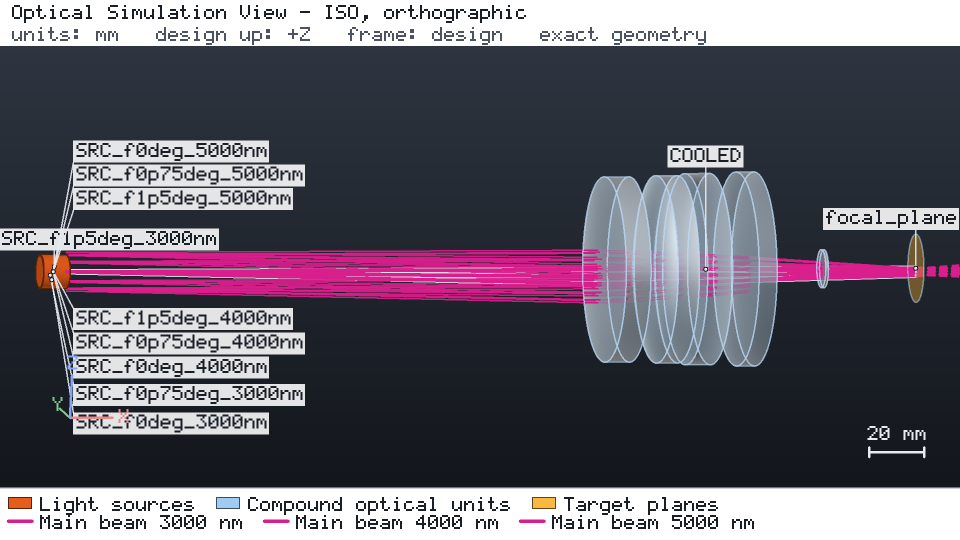 Optical Simulation View - ISO, orthographic
units: mm design up: +Z frame: design exact geometry
SRC_f0deg_5000nm
SRC_f0p75deg_5000nm
SRC_f1p5deg_5000nm
SRC_f1p5deg_3000nm
COOLED
focal_plane
SRC_f1p5deg_4000nm
SRC_f0p75deg_4000nm
SRC_f0deg_4000nm
SRC_f0p75deg_3000nm
SRC_f0deg_3000nm
Z
Y
X
20 mm
Light sources Compound optical units Target planes
Main beam 3000 nm Main beam 4000 nm Main beam 5000 nm